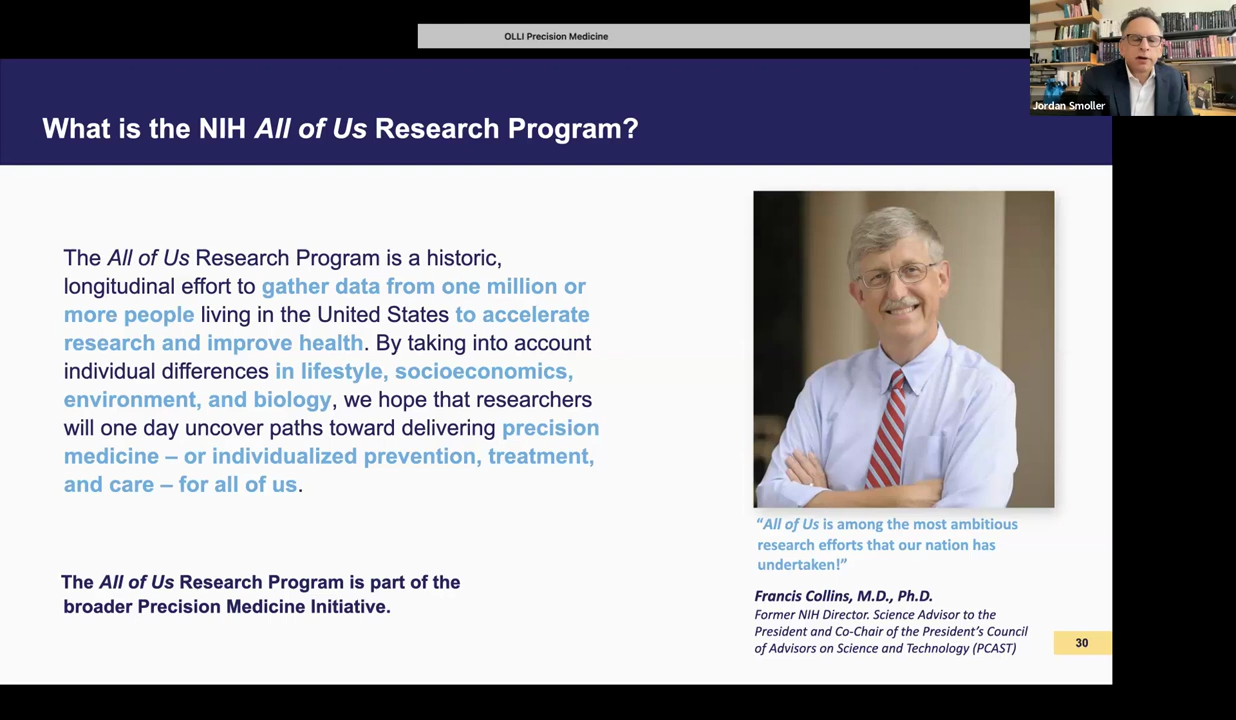 OLLI Precision Medicine
Jordan Smoller
What is the NIH All of Us Research Program?
The All of Us Research Program is a historic,
longitudinal effort to gather data from one million or
more people living in the United States to accelerate
research and improve health. By taking into account
individual differences in lifestyle, socioeconomics,
environment, and biology, we hope that researchers
will one day uncover paths toward delivering precision
medicine – or individualized prevention, treatment,
and care – for all of us.
The All of Us Research Program is part of the
broader Precision Medicine Initiative.
“All of Us is among the most ambitious
research efforts that our nation has
undertaken!”
Francis Collins, M.D., Ph.D.
Former NIH Director. Science Advisor to the
President and Co-Chair of the President’s Council
of Advisors on Science and Technology (PCAST)
30